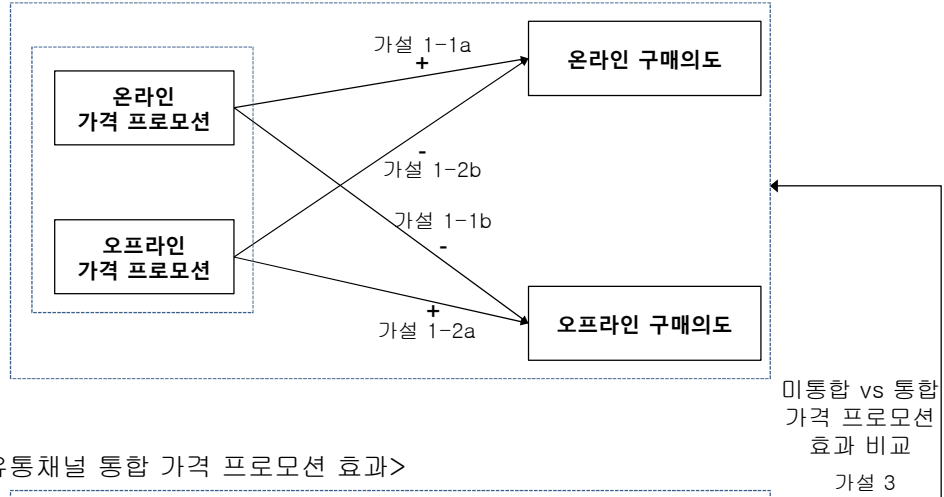 가설 1-1a
+
온라인 구매의도
온라인
가격 프로모션
-
가설 1-2b
가설 1-1b
-
오프라인
가격 프로모션
+
가설 1-2a
오프라인 구매의도
미통합 vs 통합
가격 프로모션
효과 비교
가설 3
통채널 통합 가격 프로모션 효과>